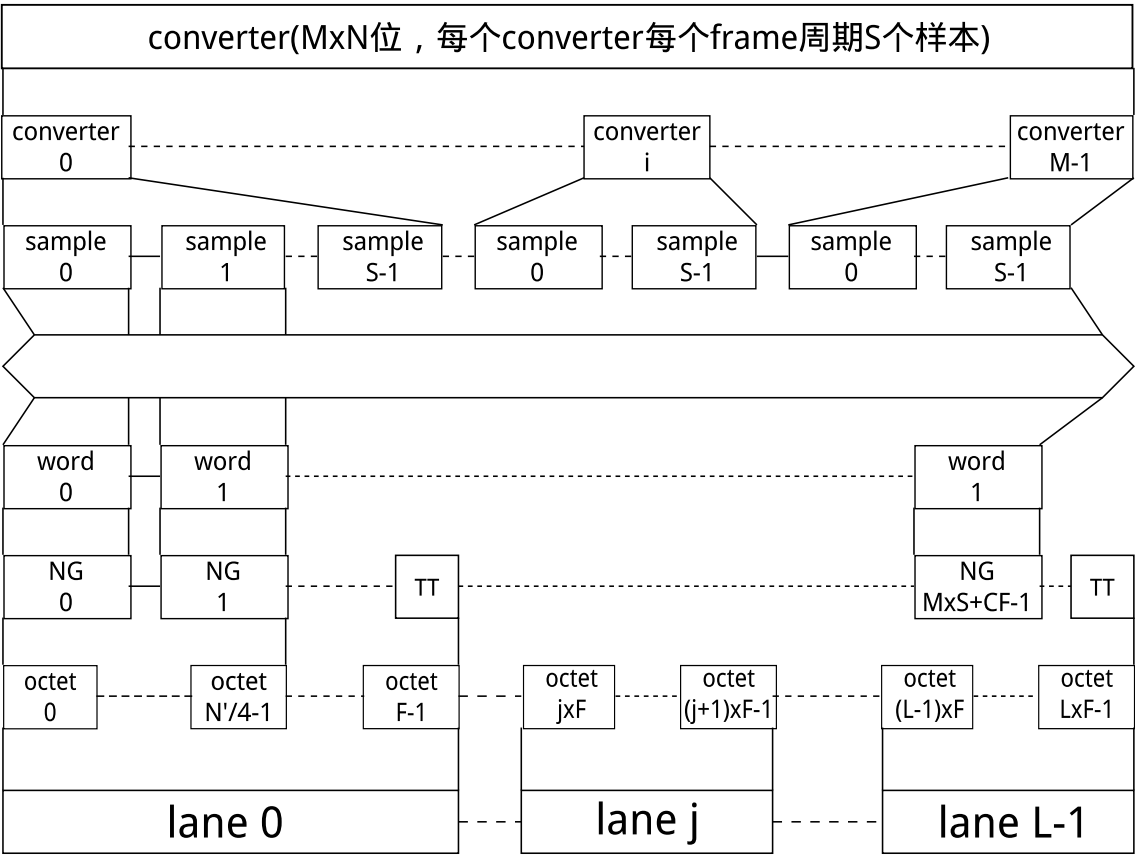 converter(MxN位，每个converter每个frame周期S个样本)
converter
0
converter
i
converter
M-1
sample
0
sample
1
sample
S-1
sample
0
sample
S-1
sample
0
sample
S-1
word
0
word
1
word
1
NG
0
NG
1
TT
NG
MxS+CF-1
TT
octet
0
octet
N'/4-1
octet
F-1
octet
jxF
octet
(j+1)xF-1
octet
(L-1)xF
octet
LxF-1
lane 0
lane j
lane L-1